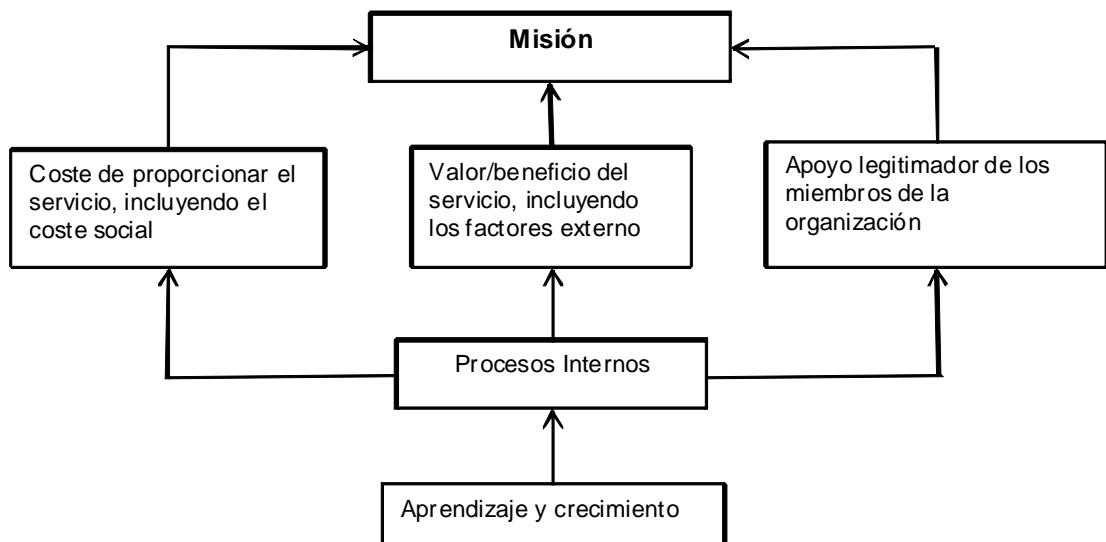 Misión
Coste de proporcionar el
servicio, incluyendo el
coste social
Valor/beneficio del
servicio, incluyendo
los factores externo
Apoyo legitimador de los
miembros de la
organización
Procesos Internos
Aprendizaje y crecimiento